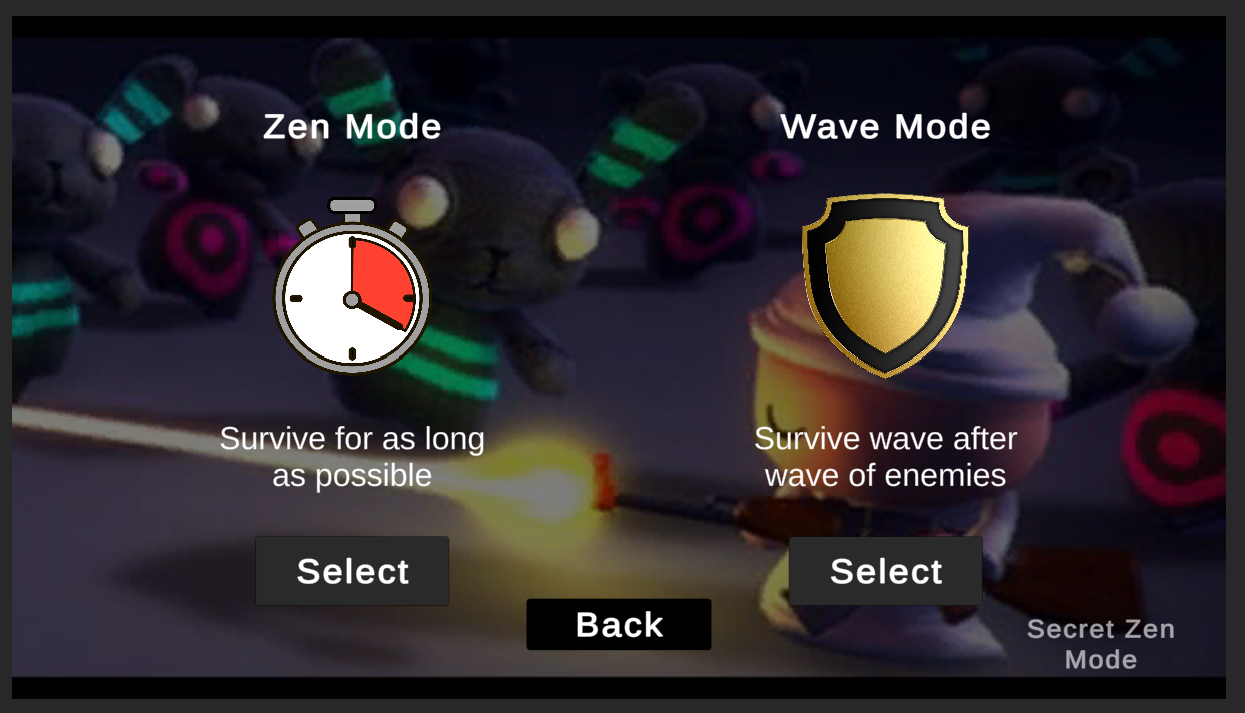 Zen Mode
Wave Mode
Survive for as long
as possible
Survive wave after
wave of enemies
Select
Select
Back
Secret Zen
Mode